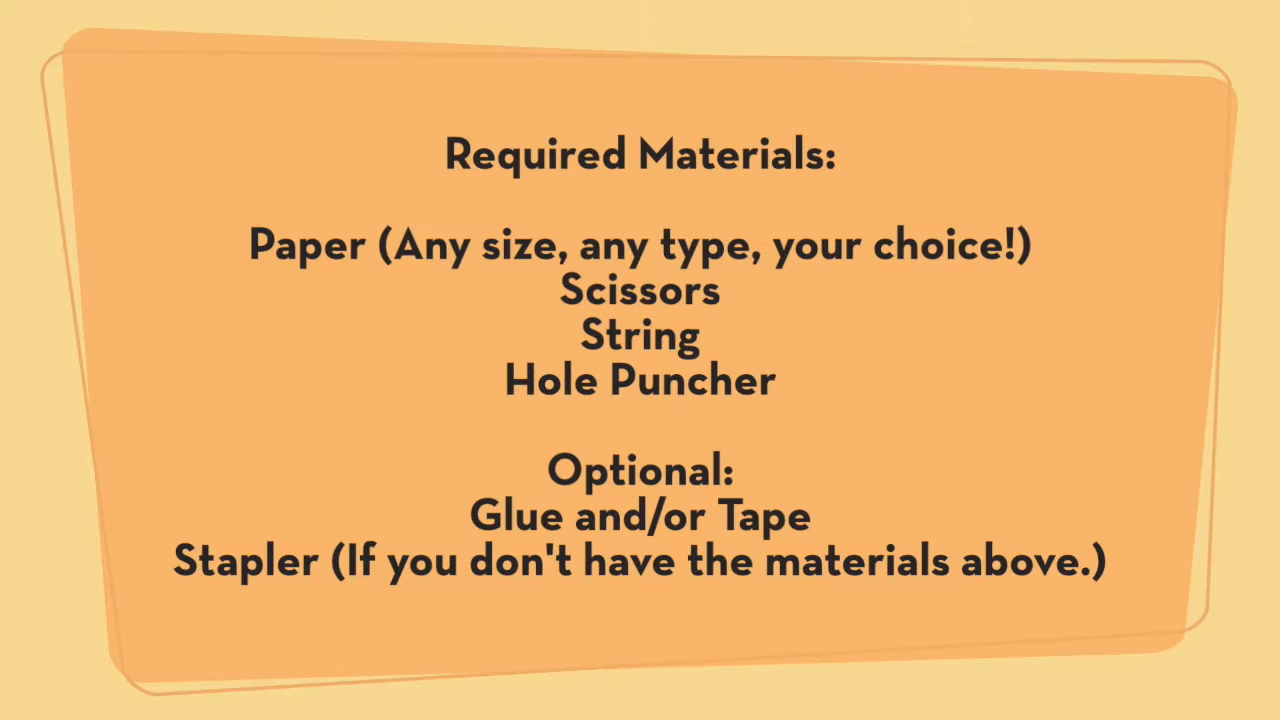 Required Materials:
Paper (Any size, any type, your choice!)
Scissors
String
Hole Puncher
Optional:
Glue and/or Tape
Stapler (If you don't have the materials above.)